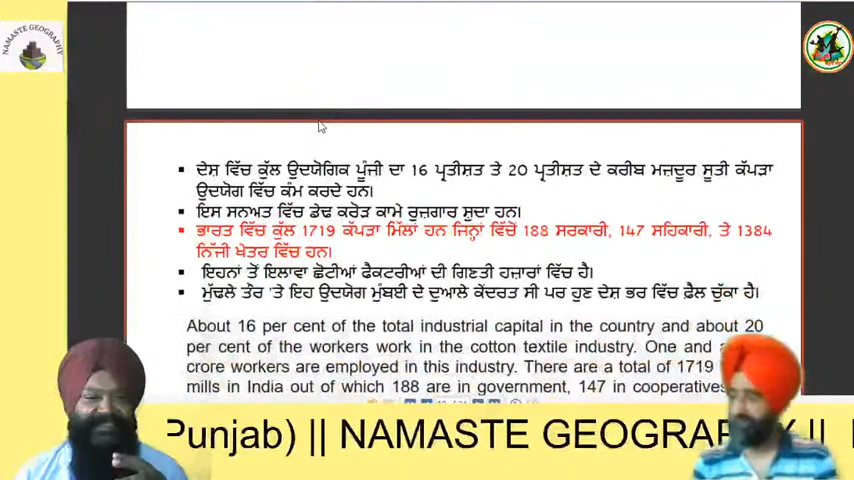 NAMASTE GEOGRAPHY
▪ ਦੇਸ਼ ਵਿੱਚ ਕੁੱਲ ਉਦਯੋਗਿਕ ਪੂੰਜੀ ਦਾ 16 ਪ੍ਰਤੀਸ਼ਤ ਤੇ 20 ਪ੍ਰਤੀਸ਼ਤ ਦੇ ਕਰੀਬ ਮਜ਼ਦੂਰ ਸੂਤੀ ਕੱਪੜਾ
ਉਦਯੋਗ ਵਿੱਚ ਕੰਮ ਕਰਦੇ ਹਨ।
▪ ਇਸ ਸਨਅਤ ਵਿੱਚ ਡੇਢ ਕਰੋੜ ਕਾਮੇ ਰੁਜ਼ਗਾਰ ਸ਼ੁਦਾ ਹਨ।
▪ ਭਾਰਤ ਵਿੱਚ ਕੁੱਲ 1719 ਕੱਪੜਾ ਮਿੱਲਾਂ ਹਨ ਜਿਨ੍ਹਾਂ ਵਿੱਚੋਂ 188 ਸਰਕਾਰੀ, 147 ਸਹਿਕਾਰੀ, ਤੇ 1384
ਨਿੱਜੀ ਖੇਤਰ ਵਿੱਚ ਹਨ।
▪ ਇਹਨਾਂ ਤੋਂ ਇਲਾਵਾ ਛੋਟੀਆਂ ਫੈਕਟਰੀਆਂ ਦੀ ਗਿਣਤੀ ਹਜ਼ਾਰਾਂ ਵਿੱਚ ਹੈ।
▪ ਮੁੱਢਲੇ ਤੌਰ 'ਤੇ ਇਹ ਉਦਯੋਗ ਮੁੰਬਈ ਦੇ ਦੁਆਲੇ ਕੇਂਦਰਤ ਸੀ ਪਰ ਹੁਣ ਦੇਸ਼ ਭਰ ਵਿੱਚ ਫ਼ੈਲ ਚੁੱਕਾ ਹੈ।
About 16 per cent of the total industrial capital in the country and about 20
per cent of the workers work in the cotton textile industry. One and a
crore workers are employed in this industry. There are a total of 1719
mills in India out of which 188 are in government, 147 in cooperatives
Punjab) || NAMASTE GEOGRAPHY ||